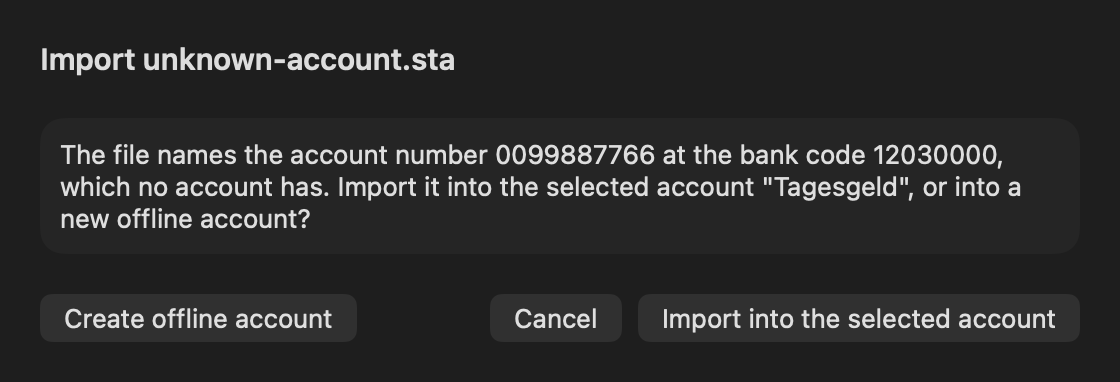 Import unknown-account.sta
The file names the account number 0099887766 at the bank code 12030000,
which no account has. Import it into the selected account "Tagesgeld", or into a
new offline account?
Create offline account
Cancel
Import into the selected account